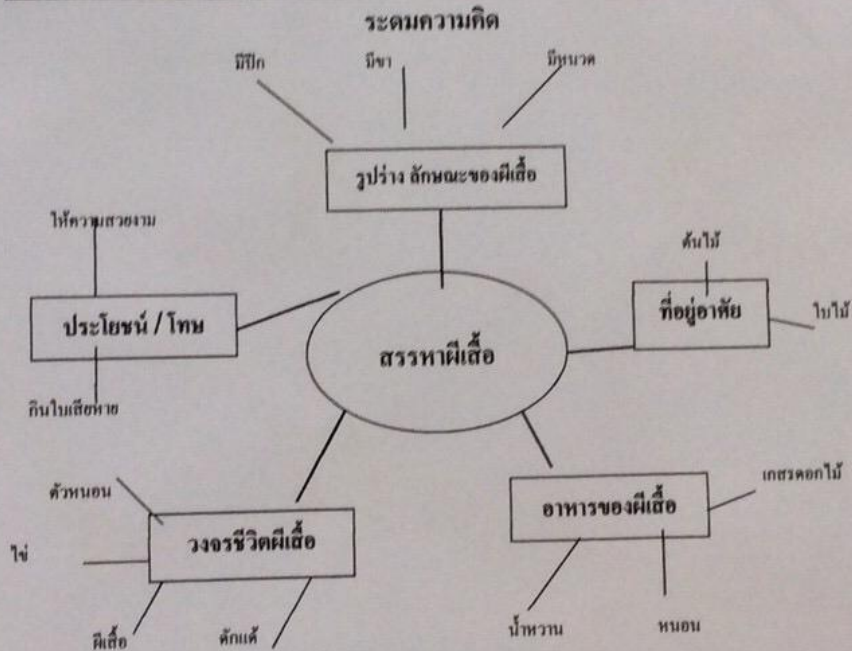 ระดมความคิด
มีปีก
มีขา
มีหนวด
รูปร่าง ลักษณะของผีเสื้อ
ให้ความสวยงาม
ต้นไม้
ประโยชน์ / โทษ
ที่อยู่อาศัย
ใบไม้
สรรหาผีเสื้อ
กินใบเสียหาย
ตัวหนอน
เกสรดอกไม้
อาหารของผีเสื้อ
วงจรชีวิตผีเสื้อ
ไข่
ผีเสื้อ
ดักแด้
น้ำหวาน
หนอน